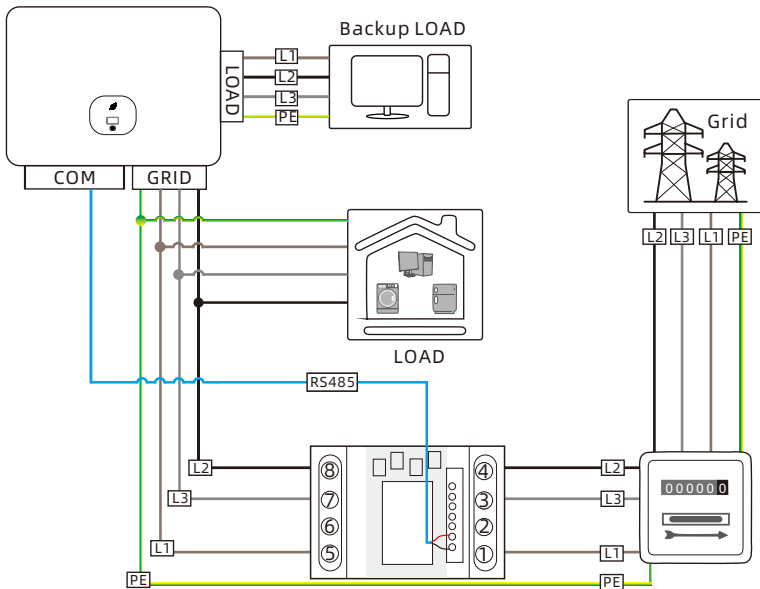 Backup LOAD
L1
L2
L3
PE
LOAD
COM
GRID
Grid
L2
L3
L1
PE
LOAD
RS485
L2
L3
L1
PE
8
7
6
5
4
3
2
1
L2
L3
L1
PE
000000